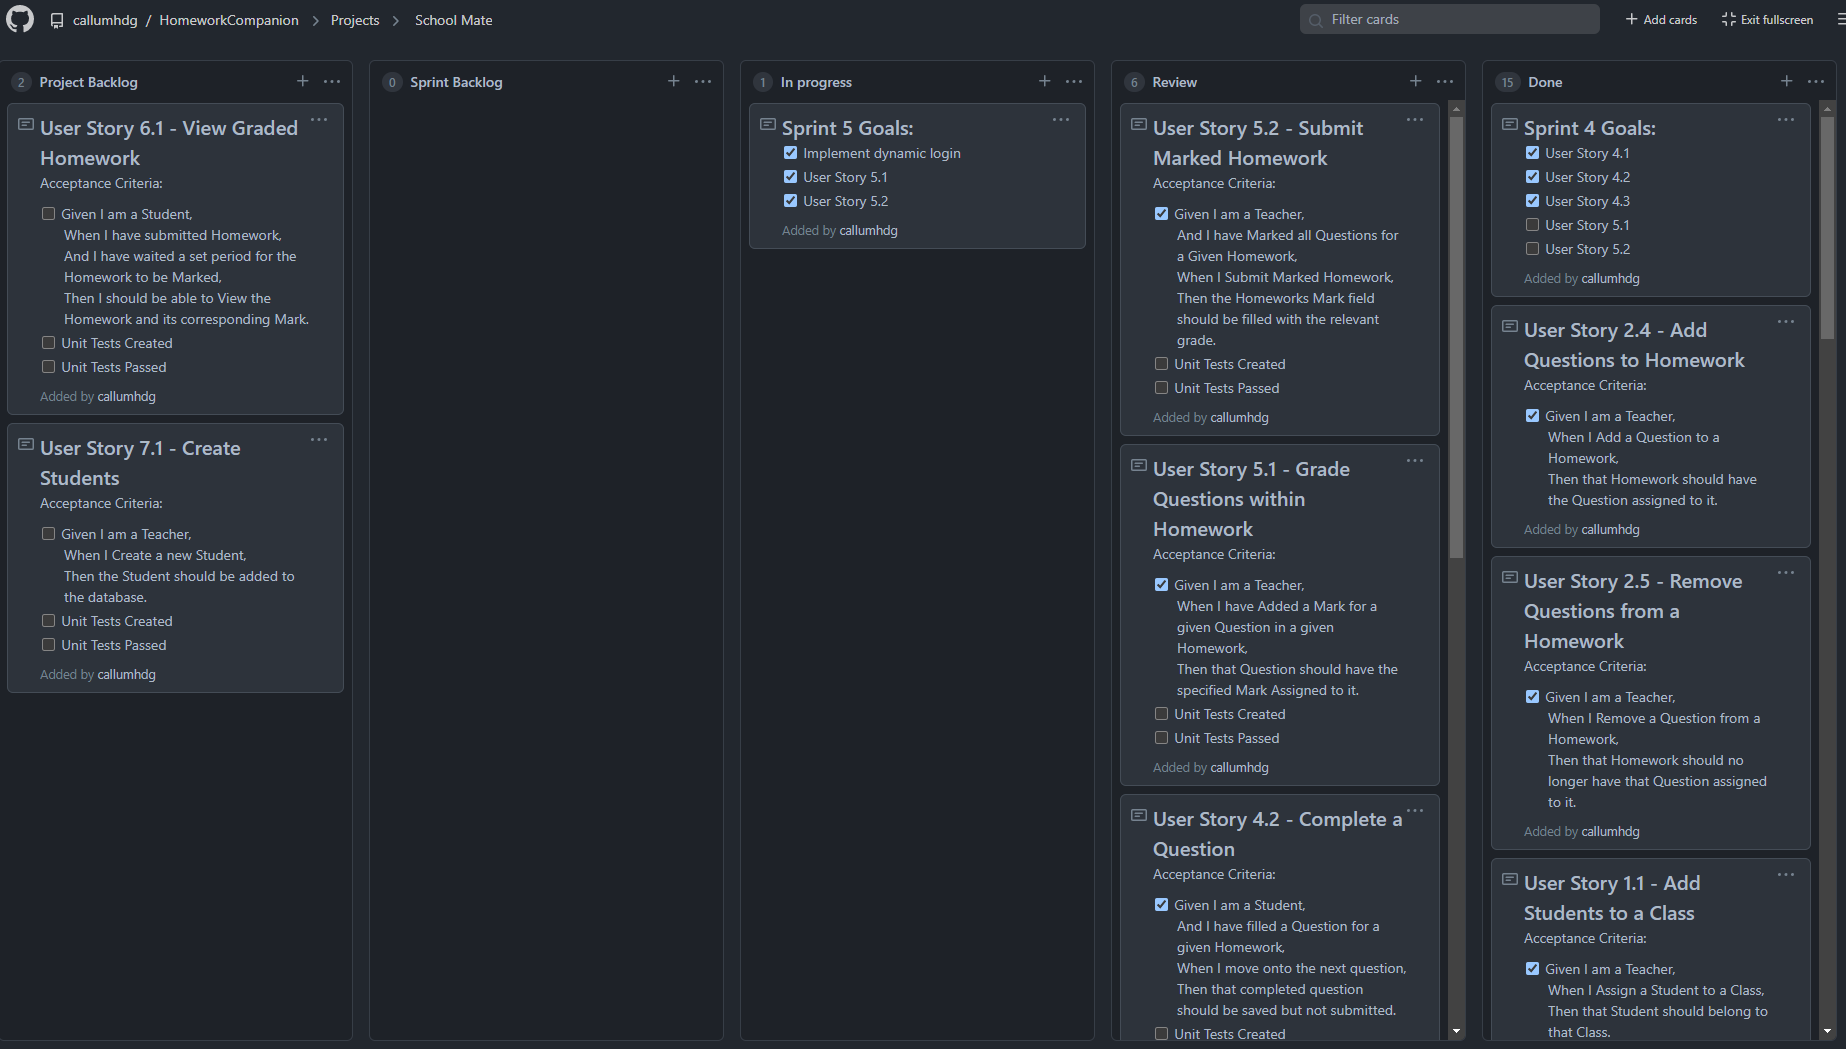 callumhdg / HomeworkCompanion > Projects > School Mate
Filter cards
Add cards
Exit fullscreen
2 Project Backlog
User Story 6.1 - View Graded
Homework
Acceptance Criteria:
Given I am a Student,
When I have submitted Homework,
And I have waited a set period for the
Homework to be Marked,
Then I should be able to View the
Homework and its corresponding Mark.
Unit Tests Created
Unit Tests Passed
Added by callumhdg
User Story 7.1 - Create
Students
Acceptance Criteria:
Given I am a Teacher,
When I Create a new Student,
Then the Student should be added to
the database.
Unit Tests Created
Unit Tests Passed
Added by callumhdg
0 Sprint Backlog
1 In progress
Sprint 5 Goals:
Implement dynamic login
User Story 5.1
User Story 5.2
Added by callumhdg
6 Review
User Story 5.2 - Submit
Marked Homework
Acceptance Criteria:
Given I am a Teacher,
And I have Marked all Questions for
a Given Homework,
When I Submit Marked Homework,
Then the Homeworks Mark field
should be filled with the relevant
grade.
Unit Tests Created
Unit Tests Passed
Added by callumhdg
User Story 5.1 - Grade
Questions within
Homework
Acceptance Criteria:
Given I am a Teacher,
When I have Added a Mark for a
given Question in a given
Homework,
Then that Question should have the
specified Mark Assigned to it.
Unit Tests Created
Unit Tests Passed
Added by callumhdg
User Story 4.2 - Complete a
Question
Acceptance Criteria:
Given I am a Student,
And I have filled a Question for a
given Homework,
When I move onto the next question,
Then that completed question
should be saved but not submitted.
Unit Tests Created
15 Done
Sprint 4 Goals:
User Story 4.1
User Story 4.2
User Story 4.3
User Story 5.1
User Story 5.2
Added by callumhdg
User Story 2.4 - Add
Questions to Homework
Acceptance Criteria:
Given I am a Teacher,
When I Add a Question to a
Homework,
Then that Homework should have
the Question assigned to it.
Added by callumhdg
User Story 2.5 - Remove
Questions from a
Homework
Acceptance Criteria:
Given I am a Teacher,
When I Remove a Question from a
Homework,
Then that Homework should no
longer have that Question assigned
to it.
Added by callumhdg
User Story 1.1 - Add
Students to a Class
Acceptance Criteria:
Given I am a Teacher,
When I Assign a Student to a Class,
Then that Student should belong to
that Class.